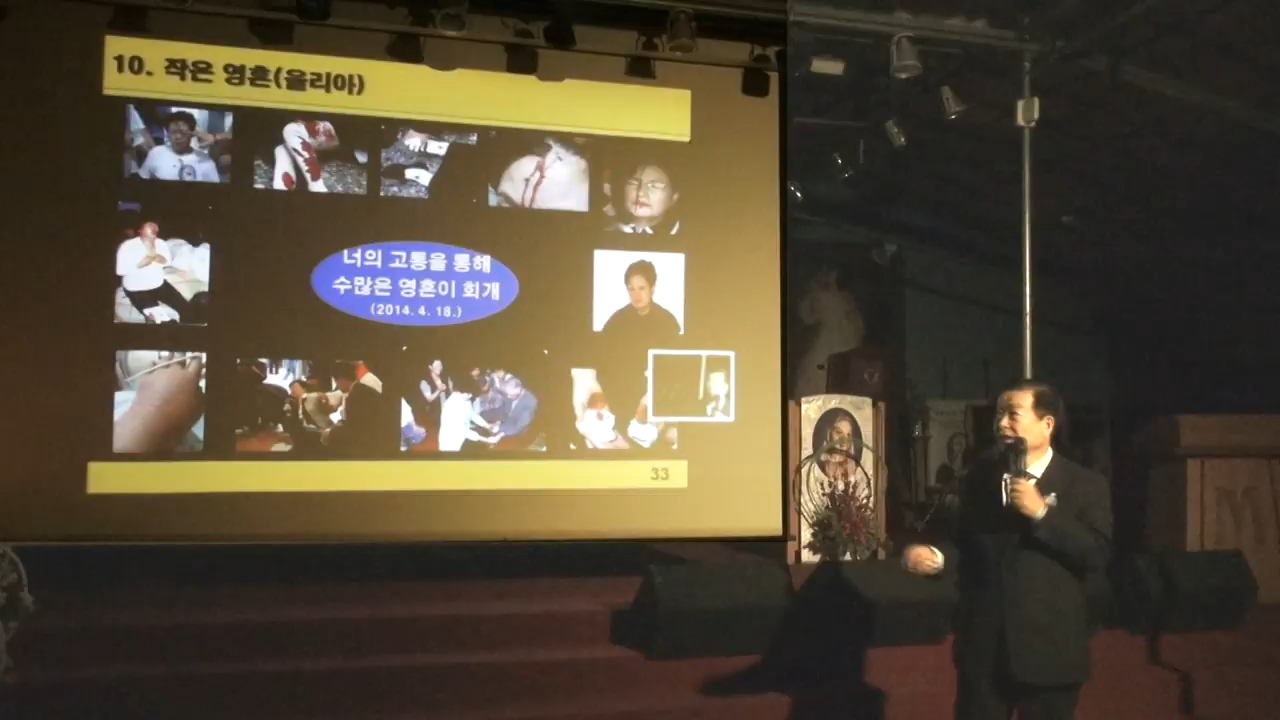 10. 작은 영혼(율리아)
너의 고통을 통해
수많은 영혼이 회개
(2014. 4. 18.)
33
M